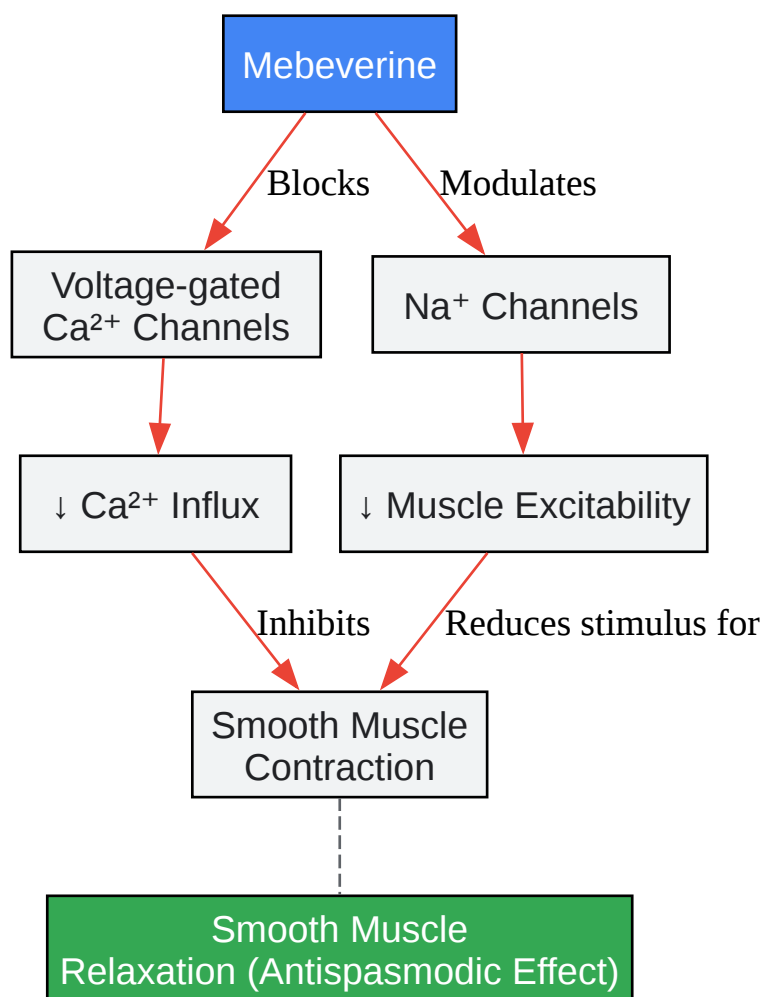 Mebeverine
Blocks
Modulates
Voltage-gated
Ca²⁺ Channels
Na⁺ Channels
↓ Ca²⁺ Influx
↓ Muscle Excitability
Inhibits
Reduces stimulus for
Smooth Muscle
Contraction
Smooth Muscle
Relaxation (Antispasmodic Effect)